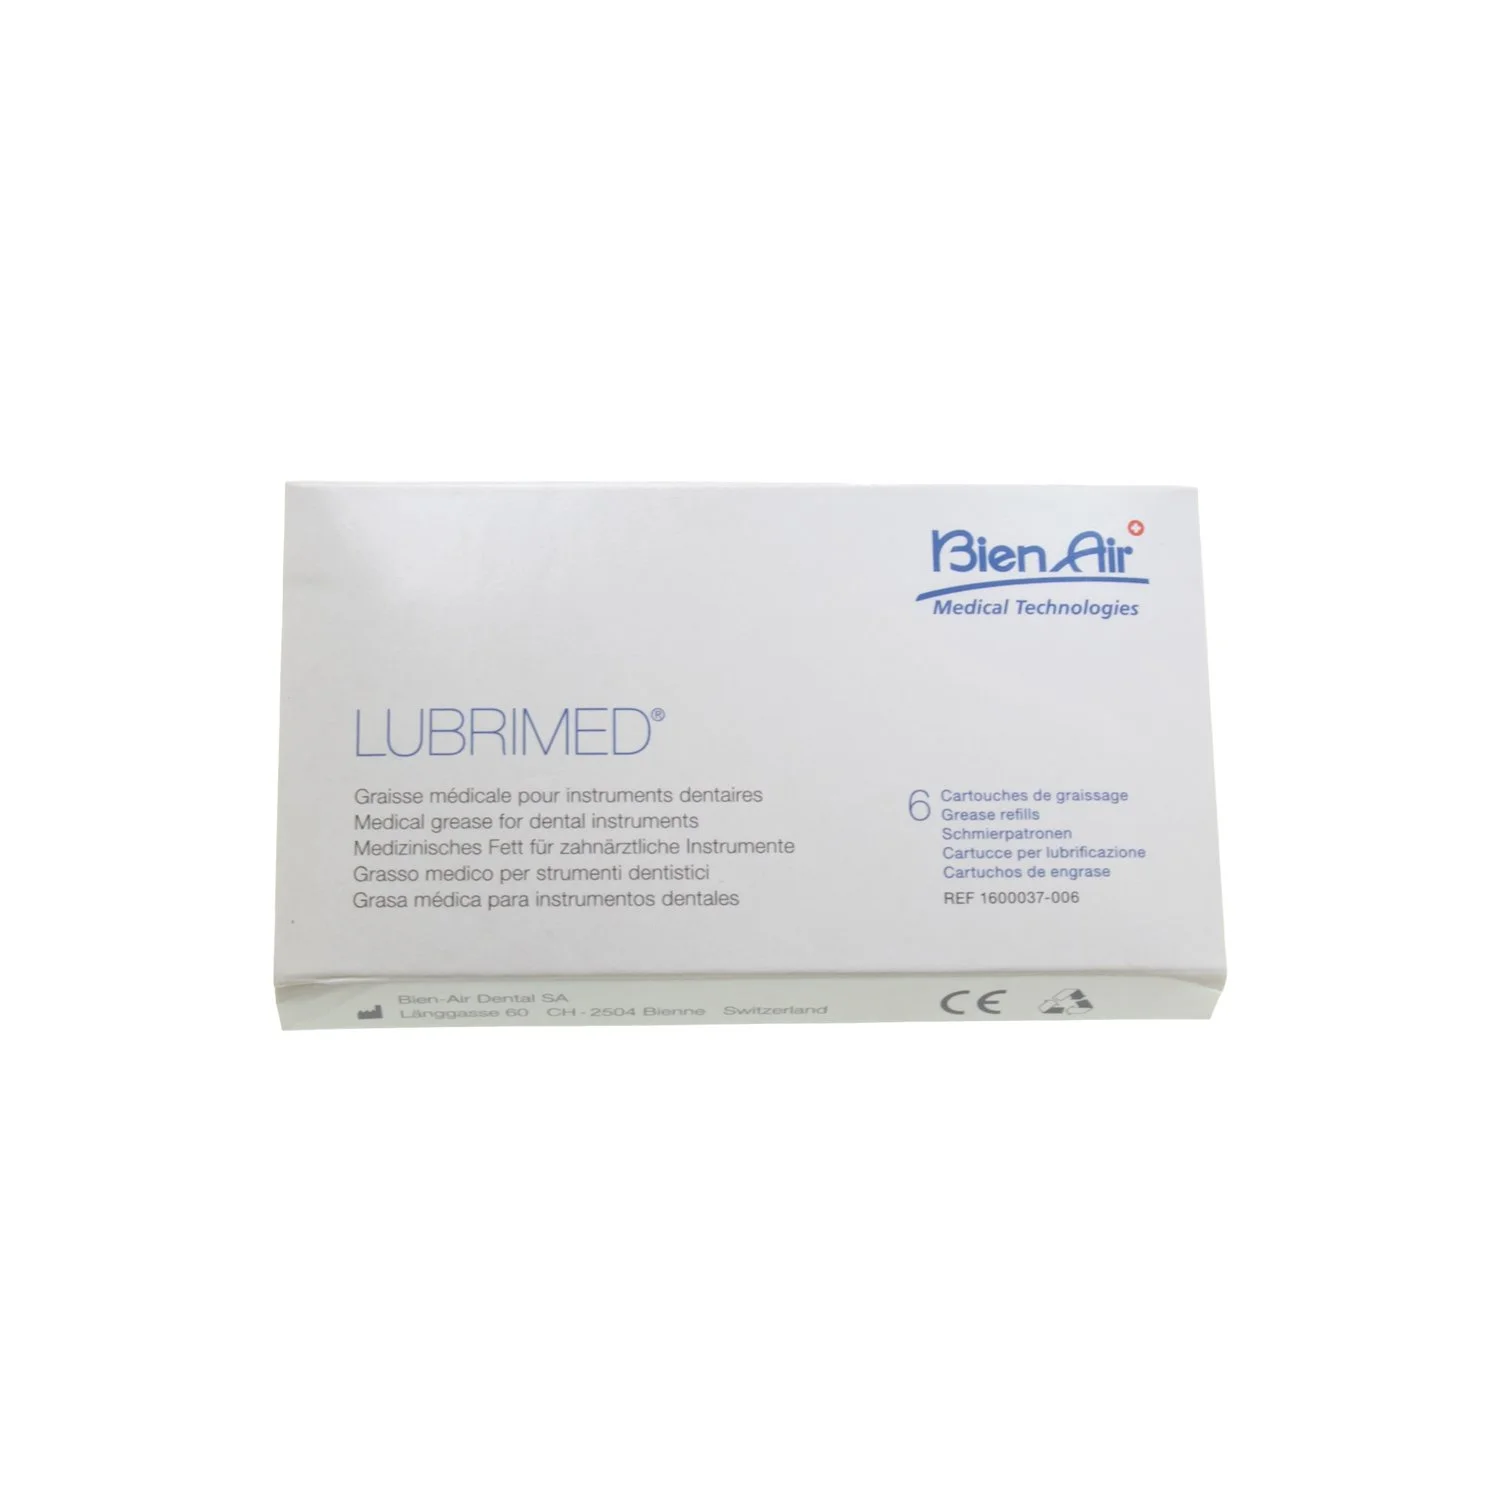 Bien Air
Medical Technologies
LUBRIMED®
Graisse médicale pour instruments dentaires
Medical grease for dental instruments
Medizinisches Fett für zahnärztliche Instrumente
Grasso medico per strumenti dentistici
Grasa médica para instrumentos dentales
6 Cartouches de graissage
Grease refills
Schmierpatronen
Cartucce per lubrificazione
Cartuchos de engrase
REF 1600037-006
Bien-Air Dental SA
Länggasse 60 CH-2504 Bienne Switzerland
CE